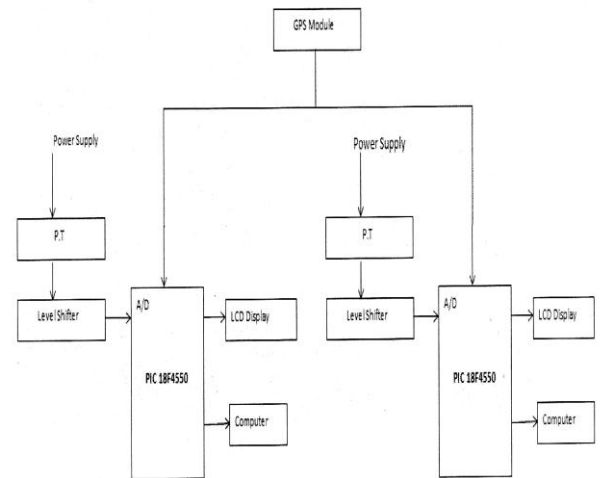 GPS Module
Power Supply
Power Supply
P.T
P.T
A/D
A/D
Level Shifter
LCD Display
Level Shifter
LCD Display
PIC 18F4550
PIC 18F4550
Computer
Computer